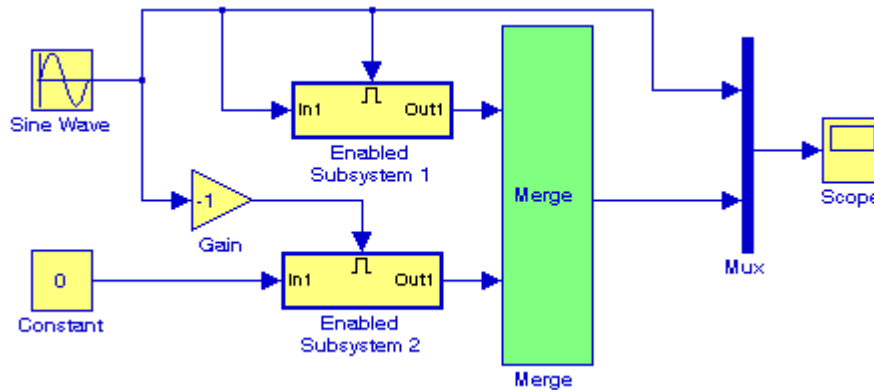 Sine Wave
In1
Out1
Enabled
Subsystem 1
-1
Gain
Merge
Scope
0
Constant
In1
Out1
Enabled
Subsystem 2
Mux
Merge